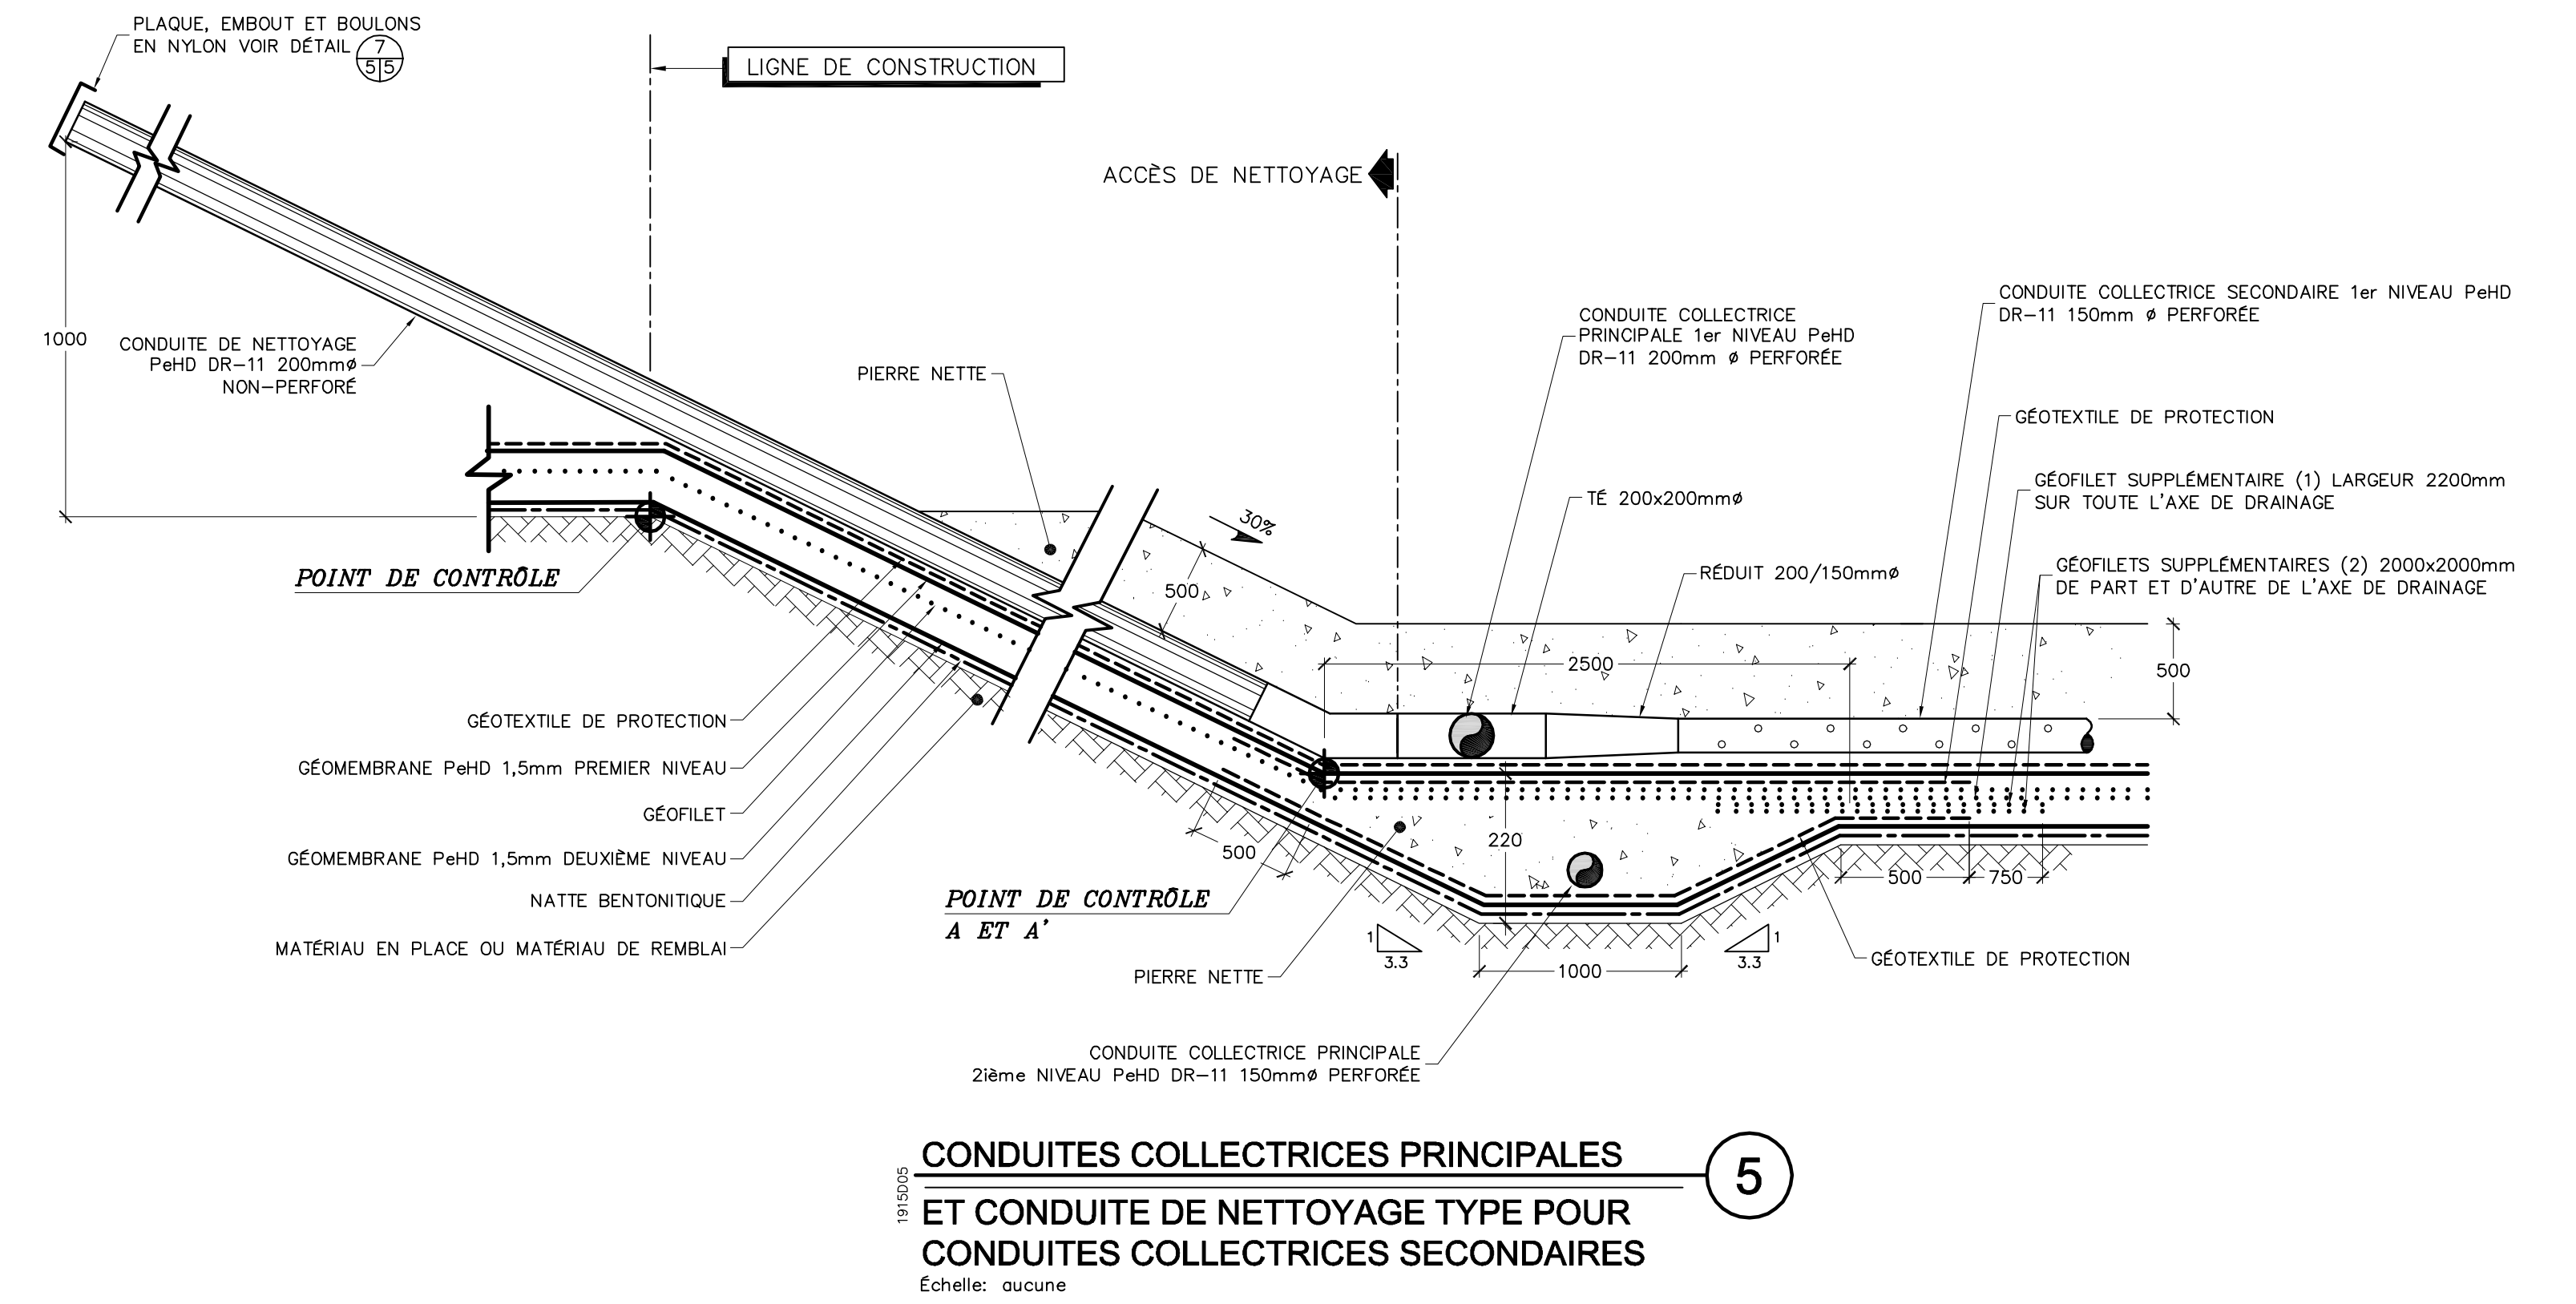 PLAQUE, EMBOUT ET BOULONS
EN NYLON VOIR DÉTAIL
7
5 5
LIGNE DE CONSTRUCTION
ACCÈS DE NETTOYAGE
1000
CONDUITE DE NETTOYAGE
PeHD DR-11 200mmø
NON-PERFORÉ
PIERRE NETTE
30%
500
CONDUITE COLLECTRICE
PRINCIPALE 1er NIVEAU PeHD
DR-11 200mm ø PERFORÉE
CONDUITE COLLECTRICE SECONDAIRE 1er NIVEAU PeHD
DR-11 150mm ø PERFORÉE
GÉOTEXTILE DE PROTECTION
TÉ 200x200mmø
GÉOFILET SUPPLÉMENTAIRE (1) LARGEUR 2200mm
SUR TOUTE L'AXE DE DRAINAGE
RÉDUIT 200/150mmø
GÉOFILETS SUPPLÉMENTAIRES (2) 2000x2000mm
DE PART ET D'AUTRE DE L'AXE DE DRAINAGE
2500
500
POINT DE CONTRÔLE
GÉOTEXTILE DE PROTECTION
GÉOMEMBRANE PeHD 1,5mm PREMIER NIVEAU
GÉOFILET
GÉOMEMBRANE PeHD 1,5mm DEUXIÈME NIVEAU
NATTE BENTONITIQUE
MATÉRIAU EN PLACE OU MATÉRIAU DE REMBLAI
500
220
500
750
POINT DE CONTRÔLE
A ET A'
1
3.3
1
3.3
1000
PIERRE NETTE
GÉOTEXTILE DE PROTECTION
CONDUITE COLLECTRICE PRINCIPALE
2ième NIVEAU PeHD DR-11 150mmø PERFORÉE
1915D05
CONDUITES COLLECTRICES PRINCIPALES
5
ET CONDUITE DE NETTOYAGE TYPE POUR
CONDUITES COLLECTRICES SECONDAIRES
Échelle: aucune